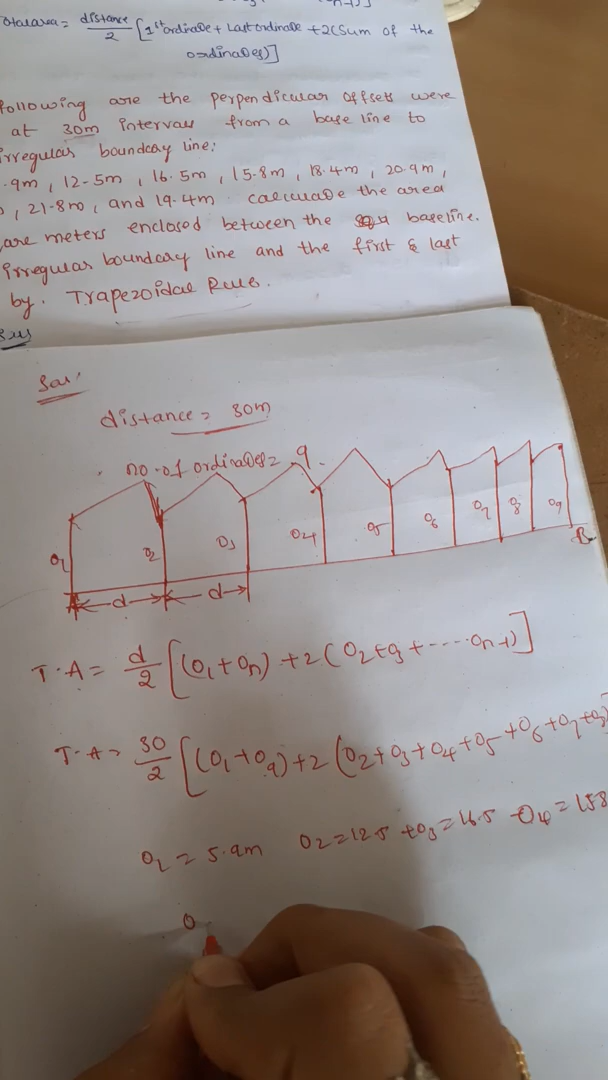 Total area = distance/2 [1st ordinate + Last ordinate + 2(Sum of the
ordinates)]
following are the perpendicular offsets were
at 30m intervals from a base line to
irregular boundary line:
.9m, 12.5m, 16.5m, 15.8m, 18.4m, 20.9m,
, 21.8m, and 19.4m calculate the area
are meters enclosed between the baseline.
irregular boundary line and the first & last
by. Trapezoidal Rule.
Sol:
distance = 30m
no. of ordinates = 9.
O1 O2 O3 O4 O5 O6 O7 O8 O9
A d d B
T.A = d/2 [(O1+On)+2(O2+O3+-----On-1)]
T.A = 30/2 [(O1+O9)+2(O2+O3+O4+O5+O6+O7+O8)]
O1 = 5.9m O2=12.5 O3=16.5 O4=15.8
O